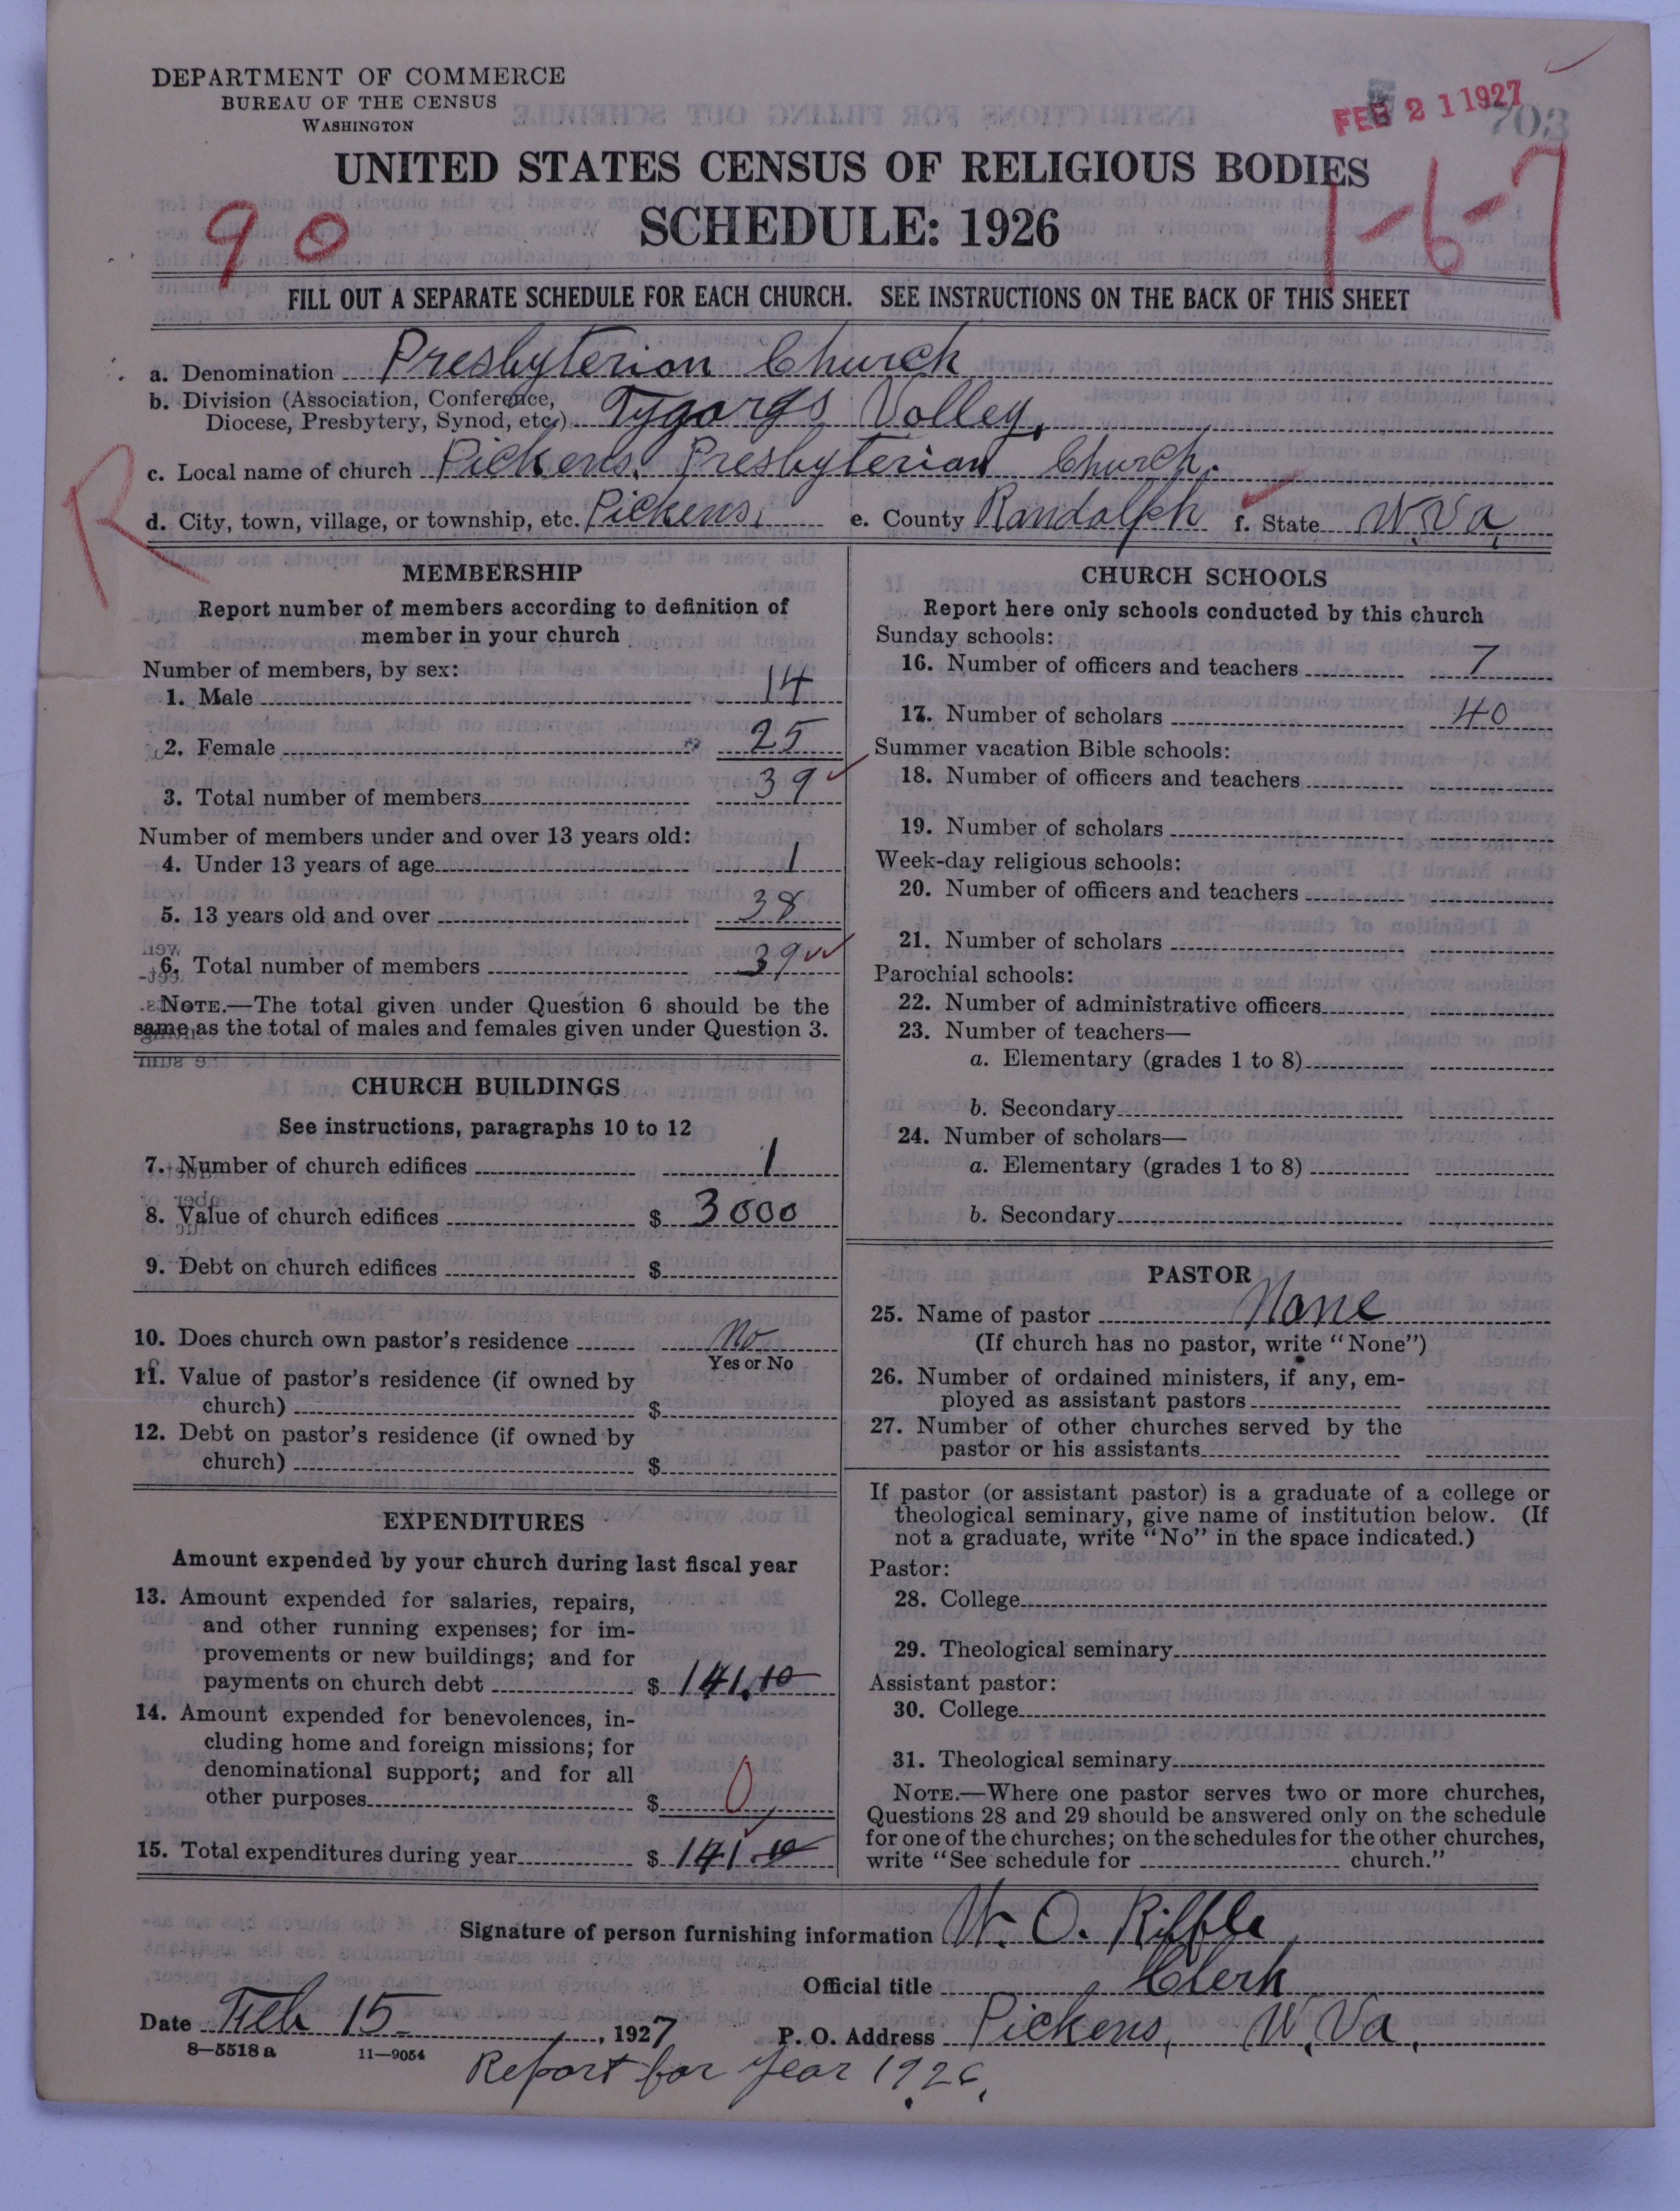 DEPARTMENT OF COMMERCE
BUREAU OF THE CENSUS
WASHINGTON
FEB 21 1927
703
UNITED STATES CENSUS OF RELIGIOUS BODIES
SCHEDULE: 1926
90
1-6-7
FILL OUT A SEPARATE SCHEDULE FOR EACH CHURCH. SEE INSTRUCTIONS ON THE BACK OF THIS SHEET
a. Denomination Presbyterian Church
b. Division (Association, Conference,
Diocese, Presbytery, Synod, etc.) Tygargs Valley.
c. Local name of church Pickens, Presbyterian Church.
R
d. City, town, village, or township, etc. Pickens, e. County Randolph f. State W.Va.
MEMBERSHIP
Report number of members according to definition of
member in your church
Number of members, by sex:
1. Male 14
2. Female 25
3. Total number of members 39
Number of members under and over 13 years old:
4. Under 13 years of age 1
5. 13 years old and over 38
6. Total number of members 39
NOTE.—The total given under Question 6 should be the
same as the total of males and females given under Question 3.
CHURCH BUILDINGS
See instructions, paragraphs 10 to 12
7. Number of church edifices 1
8. Value of church edifices $ 3000
9. Debt on church edifices $
10. Does church own pastor's residence No
Yes or No
11. Value of pastor's residence (if owned by
church) $
12. Debt on pastor's residence (if owned by
church) $
EXPENDITURES
Amount expended by your church during last fiscal year
13. Amount expended for salaries, repairs,
and other running expenses; for im-
provements or new buildings; and for
payments on church debt $ 141.10
14. Amount expended for benevolences, in-
cluding home and foreign missions; for
denominational support; and for all
other purposes $ 0
15. Total expenditures during year $ 141.10
CHURCH SCHOOLS
Report here only schools conducted by this church
Sunday schools:
16. Number of officers and teachers 7
17. Number of scholars 40
Summer vacation Bible schools:
18. Number of officers and teachers
19. Number of scholars
Week-day religious schools:
20. Number of officers and teachers
21. Number of scholars
Parochial schools:
22. Number of administrative officers
23. Number of teachers—
a. Elementary (grades 1 to 8)
b. Secondary
24. Number of scholars—
a. Elementary (grades 1 to 8)
b. Secondary
PASTOR
25. Name of pastor None
(If church has no pastor, write "None")
26. Number of ordained ministers, if any, em-
ployed as assistant pastors
27. Number of other churches served by the
pastor or his assistants
If pastor (or assistant pastor) is a graduate of a college or
theological seminary, give name of institution below. (If
not a graduate, write "No" in the space indicated.)
Pastor:
28. College
29. Theological seminary
Assistant pastor:
30. College
31. Theological seminary
NOTE.—Where one pastor serves two or more churches,
Questions 28 and 29 should be answered only on the schedule
for one of the churches; on the schedules for the other churches,
write "See schedule for church."
Signature of person furnishing information W. O. Riffle
Official title Clerk
Date Feb 15 , 1927 P. O. Address Pickens, W.Va.
8—5518 a 11—9054
Report for year 1926.